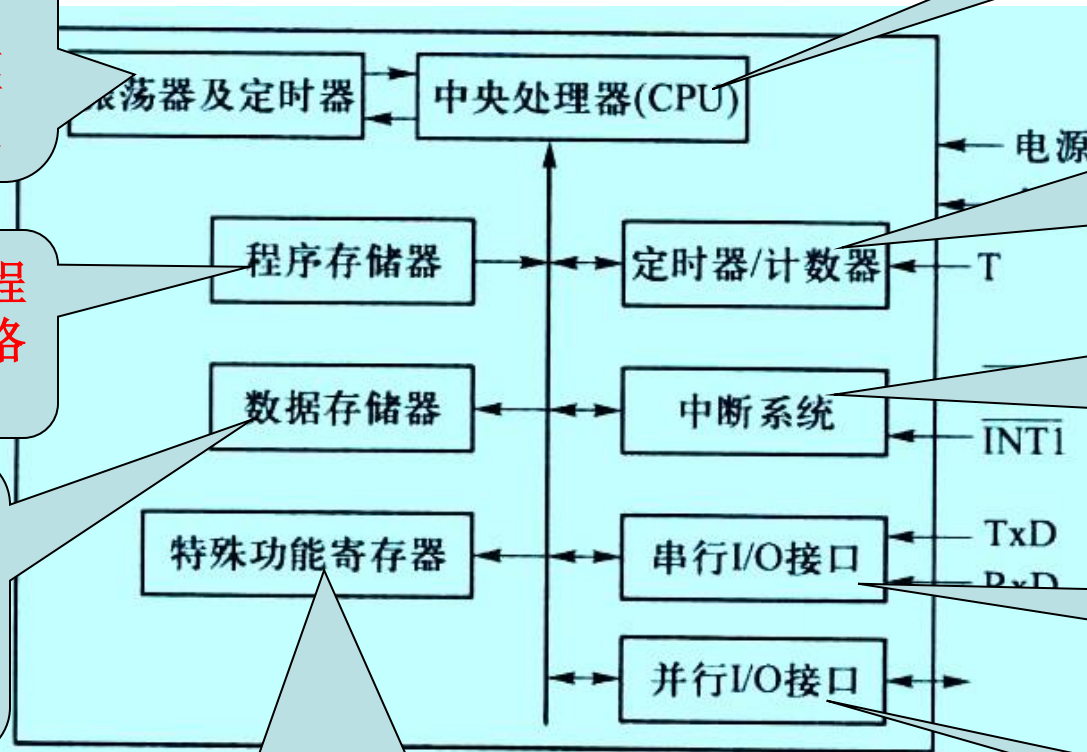 荡器及定时器
中央处理器(CPU)
电源
程序存储器
定时器/计数器
T
程
络
数据存储器
中断系统
INT1
特殊功能寄存器
串行I/O接口
TxD
RxD
并行I/O接口